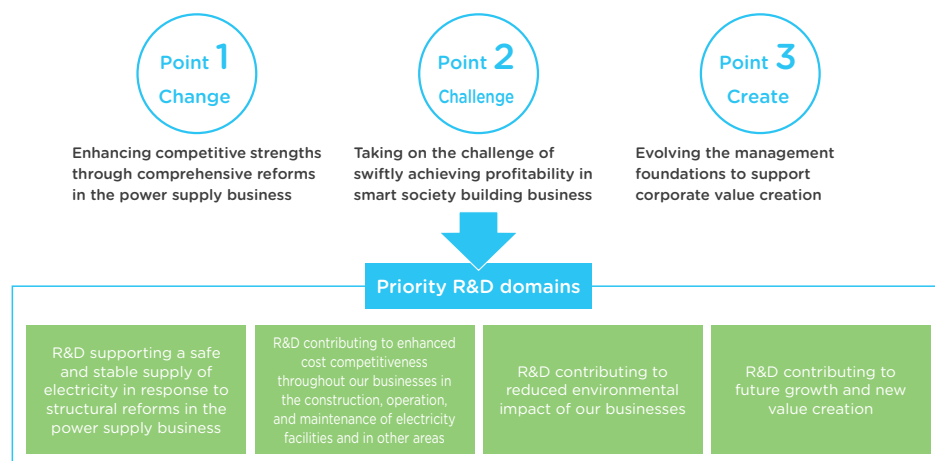 Point 1
Change
Enhancing competitive strengths
through comprehensive reforms
in the power supply business
Point 2
Challenge
Taking on the challenge of
swiftly achieving profitability in
smart society building business
Point 3
Create
Evolving the management
foundations to support
corporate value creation
Priority R&D domains
R&D supporting a safe
and stable supply of
electricity in response to
structural reforms in the
power supply business
R&D contributing to enhanced
cost competitiveness
throughout our businesses in
the construction, operation,
and maintenance of electricity
facilities and in other areas
R&D contributing to
reduced environmental
impact of our businesses
R&D contributing to
future growth and new
value creation